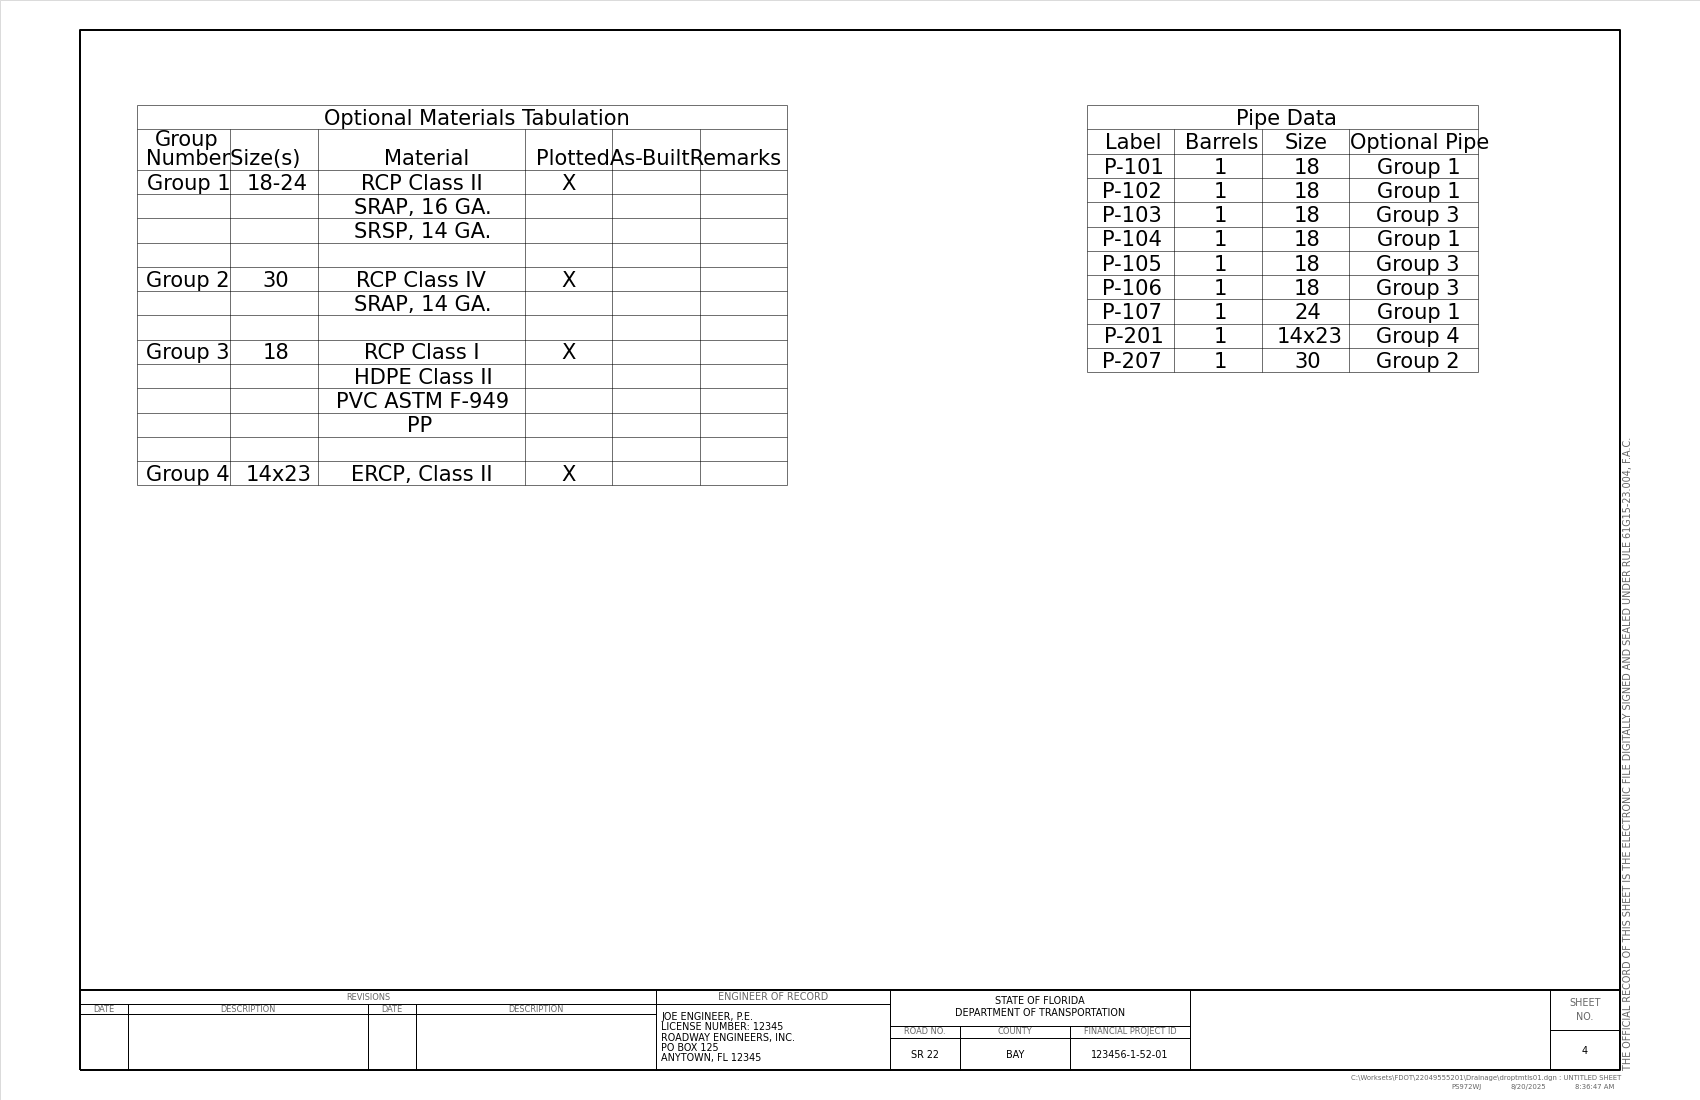 Optional Materials Tabulation
Group
Number Size(s) Material Plotted As-Built Remarks
Group 1 18-24 RCP Class II X
SRAP, 16 GA.
SRSP, 14 GA.
Group 2 30 RCP Class IV X
SRAP, 14 GA.
Group 3 18 RCP Class I X
HDPE Class II
PVC ASTM F-949
PP
Group 4 14x23 ERCP, Class II X
Pipe Data
Label Barrels Size Optional Pipe
P-101 1 18 Group 1
P-102 1 18 Group 1
P-103 1 18 Group 3
P-104 1 18 Group 1
P-105 1 18 Group 3
P-106 1 18 Group 3
P-107 1 24 Group 1
P-201 1 14x23 Group 4
P-207 1 30 Group 2
THE OFFICIAL RECORD OF THIS SHEET IS THE ELECTRONIC FILE DIGITALLY SIGNED AND SEALED UNDER RULE 61G15-23.004, F.A.C.
REVISIONS
DATE DESCRIPTION DATE DESCRIPTION
ENGINEER OF RECORD
JOE ENGINEER, P.E.
LICENSE NUMBER: 12345
ROADWAY ENGINEERS, INC.
PO BOX 125
ANYTOWN, FL 12345
STATE OF FLORIDA
DEPARTMENT OF TRANSPORTATION
ROAD NO. COUNTY FINANCIAL PROJECT ID
SR 22 BAY 123456-1-52-01
SHEET
NO.
4
C:\Worksets\FDOT\22049555201\Drainage\droptmtls01.dgn : UNTITLED SHEET
PS972WJ 8/20/2025 8:36:47 AM